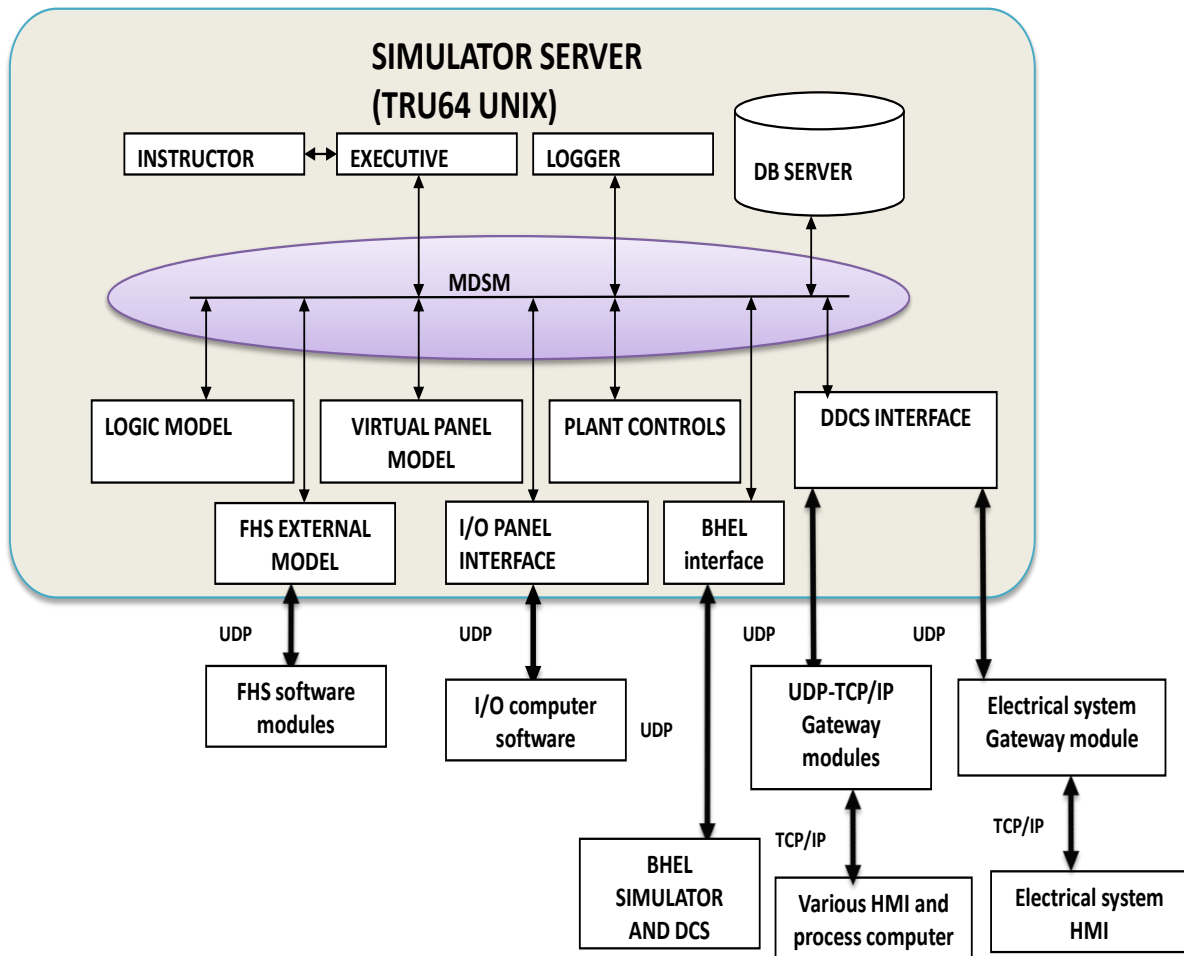 SIMULATOR SERVER
(TRU64 UNIX)
INSTRUCTOR
EXECUTIVE
LOGGER
DB SERVER
MDSM
LOGIC MODEL
VIRTUAL PANEL
MODEL
PLANT CONTROLS
DDCS INTERFACE
FHS EXTERNAL
MODEL
I/O PANEL
INTERFACE
BHEL
interface
UDP
UDP
UDP
UDP
FHS software
modules
I/O computer
software
UDP
UDP-TCP/IP
Gateway
modules
Electrical system
Gateway module
TCP/IP
TCP/IP
BHEL
SIMULATOR
AND DCS
Various HMI and
process computer
Electrical system
HMI